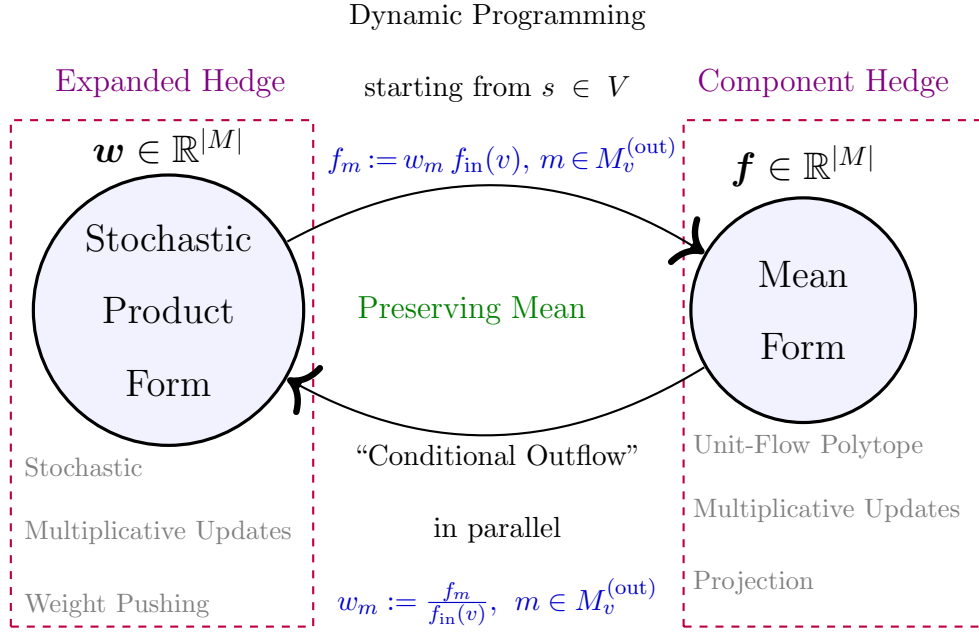 Dynamic Programming
Expanded Hedge
starting from s ∈ V
Component Hedge
w ∈ ℝ^{|M|}
f_m := w_m f_in(v), m ∈ M_v^{(out)}
f ∈ ℝ^{|M|}
Stochastic
Product
Form
Preserving Mean
Mean
Form
Stochastic
Multiplicative Updates
Weight Pushing
“Conditional Outflow”
in parallel
w_m := f_m / f_in(v), m ∈ M_v^{(out)}
Unit-Flow Polytope
Multiplicative Updates
Projection